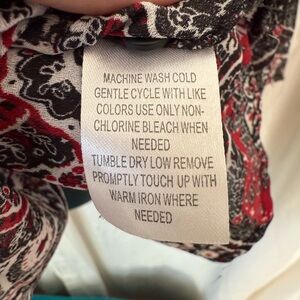 MACHINE WASH COLD
GENTLE CYCLE WITH LIKE
COLORS USE ONLY NON-
CHLORINE BLEACH WHEN
NEEDED
TUMBLE DRY LOW REMOVE
PROMPTLY TOUCH UP WITH
WARM IRON WHERE
NEEDED